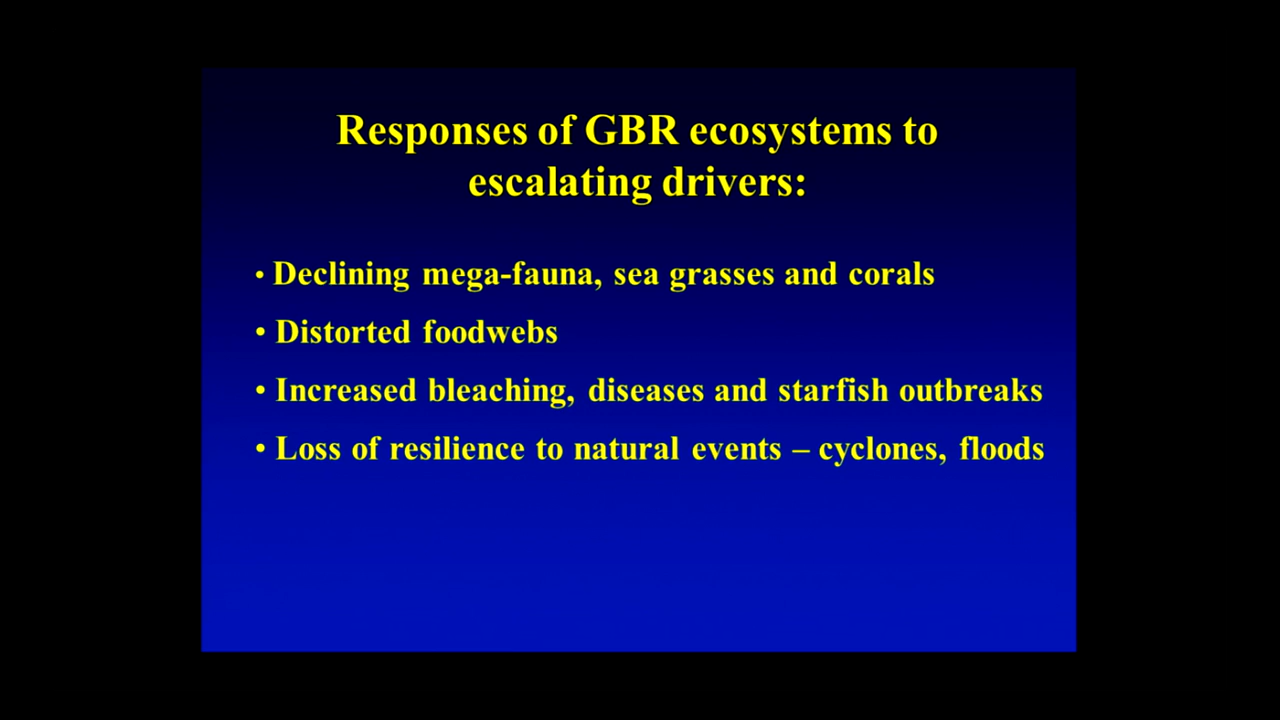 Responses of GBR ecosystems to
escalating drivers:
• Declining mega-fauna, sea grasses and corals
• Distorted foodwebs
• Increased bleaching, diseases and starfish outbreaks
• Loss of resilience to natural events – cyclones, floods